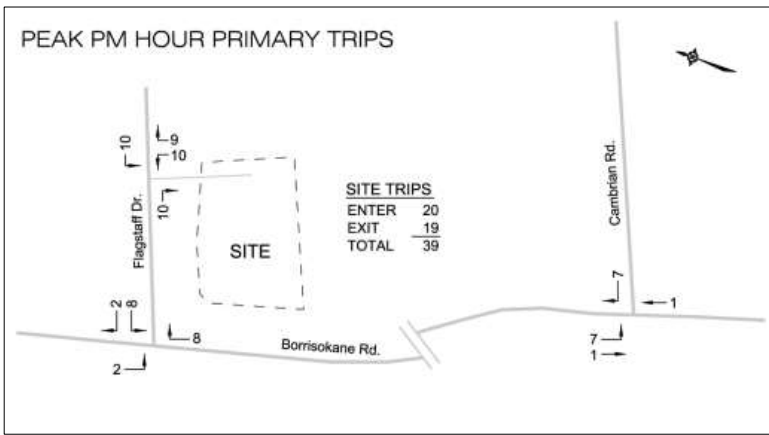 PEAK PM HOUR PRIMARY TRIPS
10
9
10
10
Flagstaff Dr.
SITE
SITE TRIPS
ENTER 20
EXIT 19
TOTAL 39
Cambrian Rd.
2 8
8
2
Borrisokane Rd.
7
1
7
1